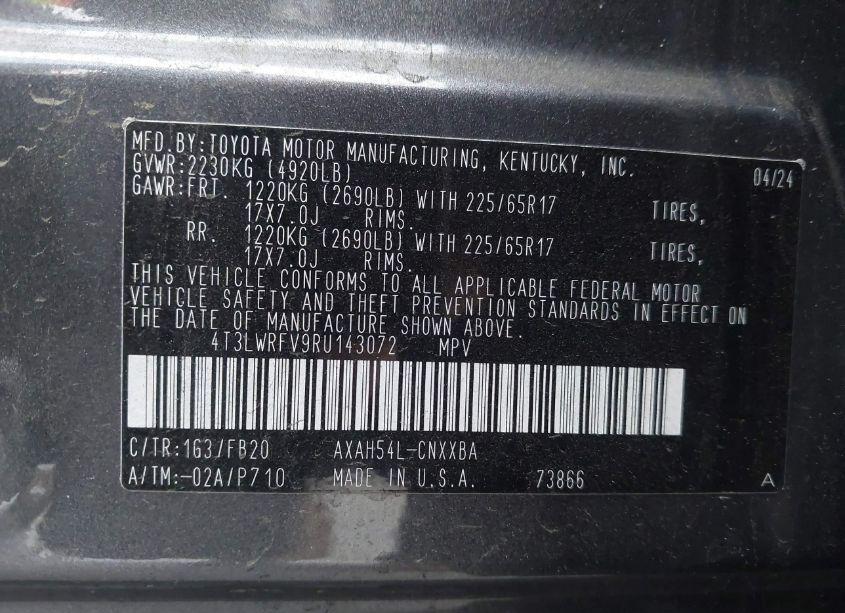 MFD.BY:TOYOTA MOTOR MANUFACTURING, KENTUCKY, INC.
GVWR:2230KG (4920LB) 04/24
GAWR:FRT. 1220KG (2690LB) WITH 225/65R17 TIRES,
17X7.0J RIMS.
RR. 1220KG (2690LB) WITH 225/65R17 TIRES,
17X7.0J RIMS.
THIS VEHICLE CONFORMS TO ALL APPLICABLE FEDERAL MOTOR
VEHICLE SAFETY AND THEFT PREVENTION STANDARDS IN EFFECT ON
THE DATE OF MANUFACTURE SHOWN ABOVE.
4T3LWRFV9RU143072 MPV
C/TR:1G3/FB20 AXAH54L-CNXXBA
A/TM:-02A/P710 MADE IN U.S.A. 73866 A